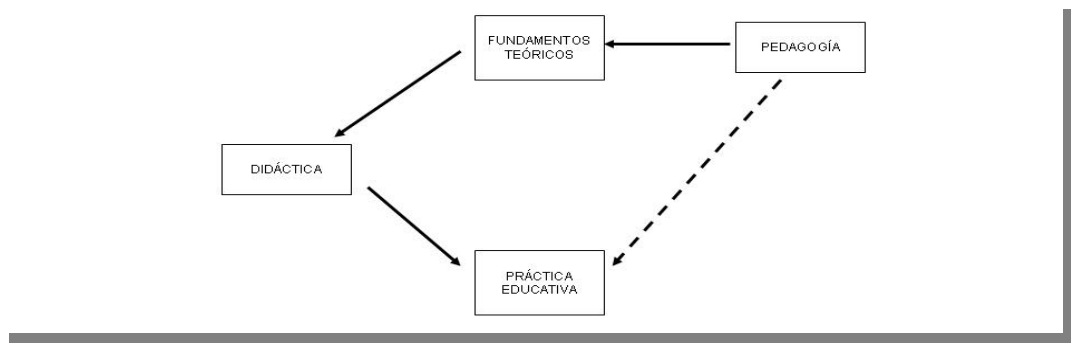 FUNDAMENTOS
TEÓRICOS
PEDAGOGÍA
DIDÁCTICA
PRÁCTICA
EDUCATIVA